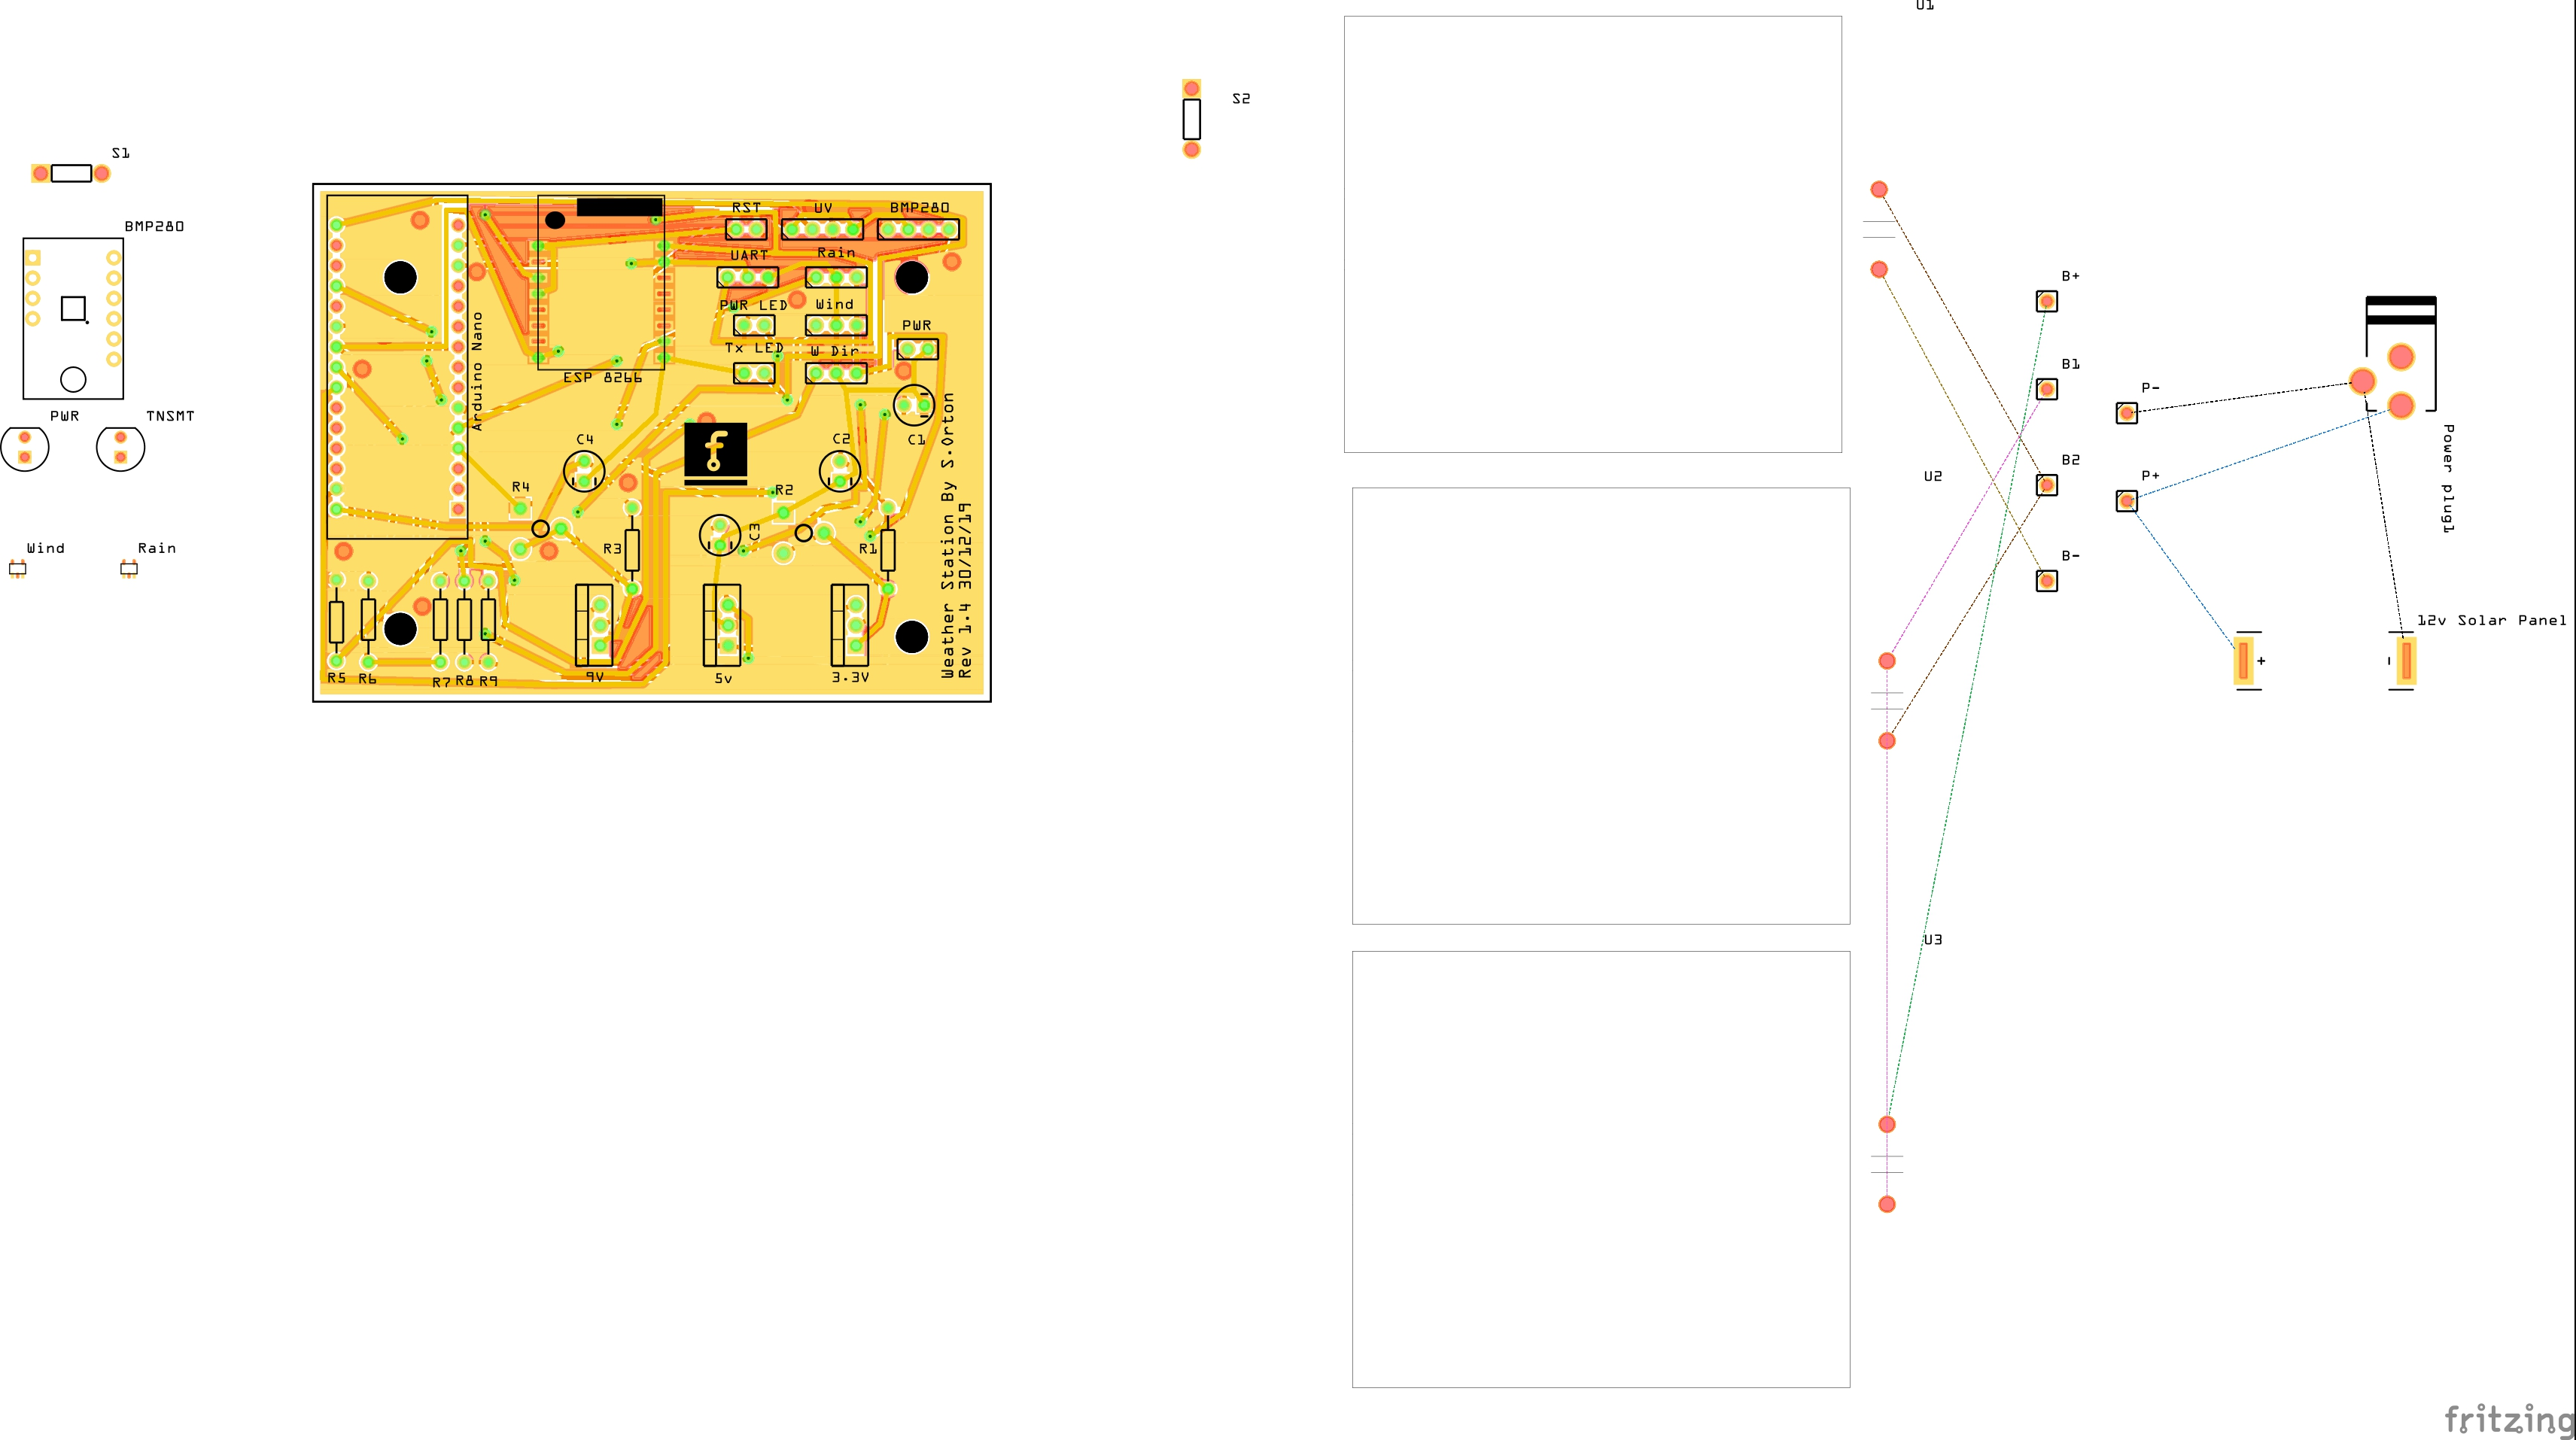 U1
S2
S1
BMP280
PWR
TNSMT
Wind
Rain
RST
UV
BMP280
UART
Rain
PWR LED
Wind
PWR
Tx LED
W Dir
ESP 8266
Arduino Nano
C4
C2
C1
R4
R2
R3
C3
R1
R5
R6
R7
R8
R9
9V
5v
3.3V
Weather Station By S.Orton
Rev 1.4 30/12/19
f
B+
B1
P-
B2
U2
P+
B-
Power plug1
12v Solar Panel
+
-
U3
fritzing